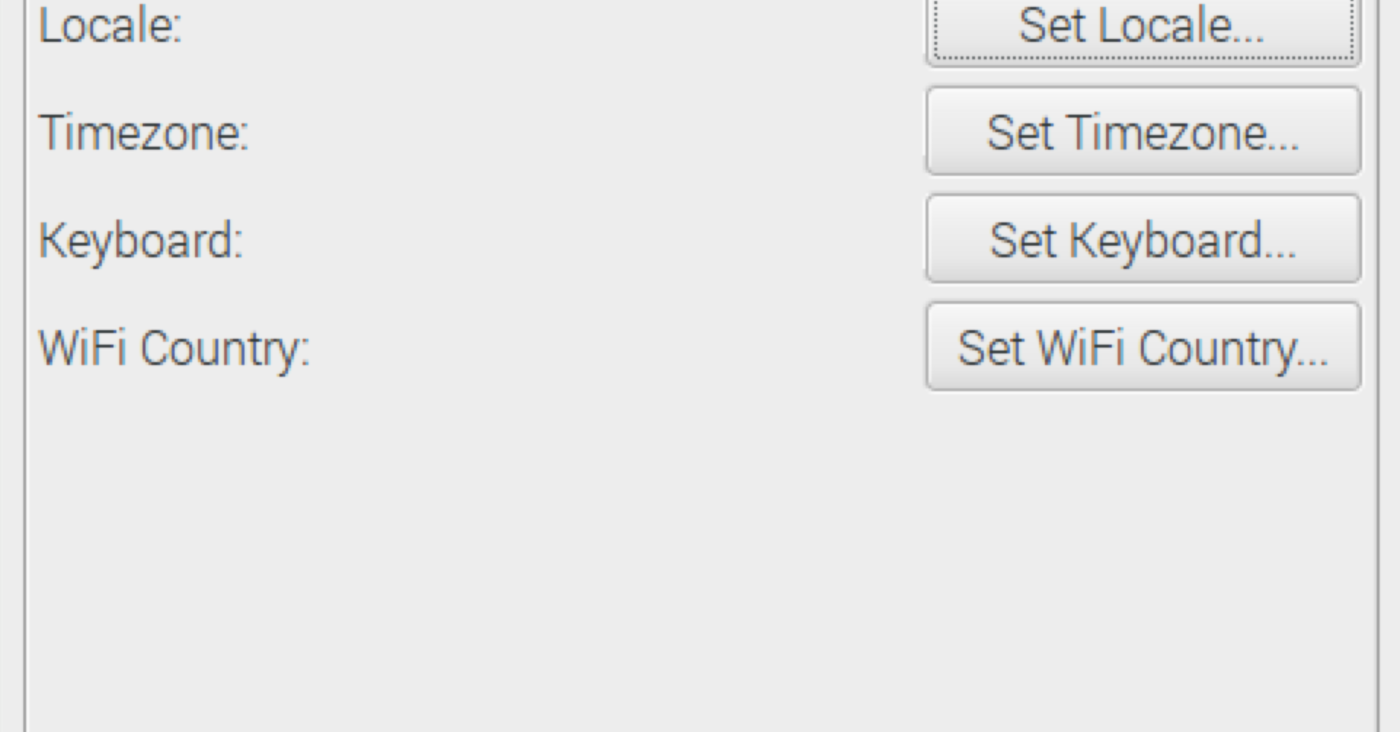 Locale: Set Locale...
Timezone: Set Timezone...
Keyboard: Set Keyboard...
WiFi Country: Set WiFi Country...